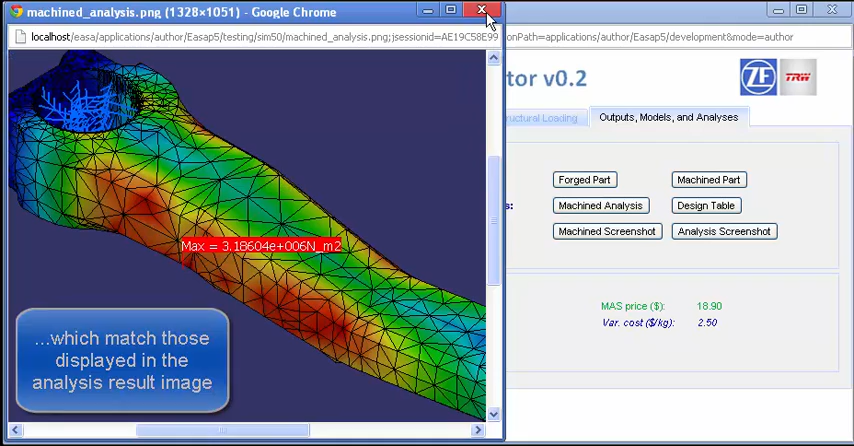 machined_analysis.png (1328×1051) - Google Chrome
localhost/easa/applications/author/Easap5/testing/sim50/machined_analysis.png;jsessionid=AE19C58E99
onPath=applications/author/Easap5/development&mode=author
tor v0.2
ZF
TRW
ructural Loading
Outputs, Models, and Analyses
Forged Part
Machined Part
s:
Machined Analysis
Design Table
Machined Screenshot
Analysis Screenshot
Max = 3.18604e+006N_m2
MAS price ($): 18.90
Var. cost ($/kg): 2.50
...which match those
displayed in the
analysis result image